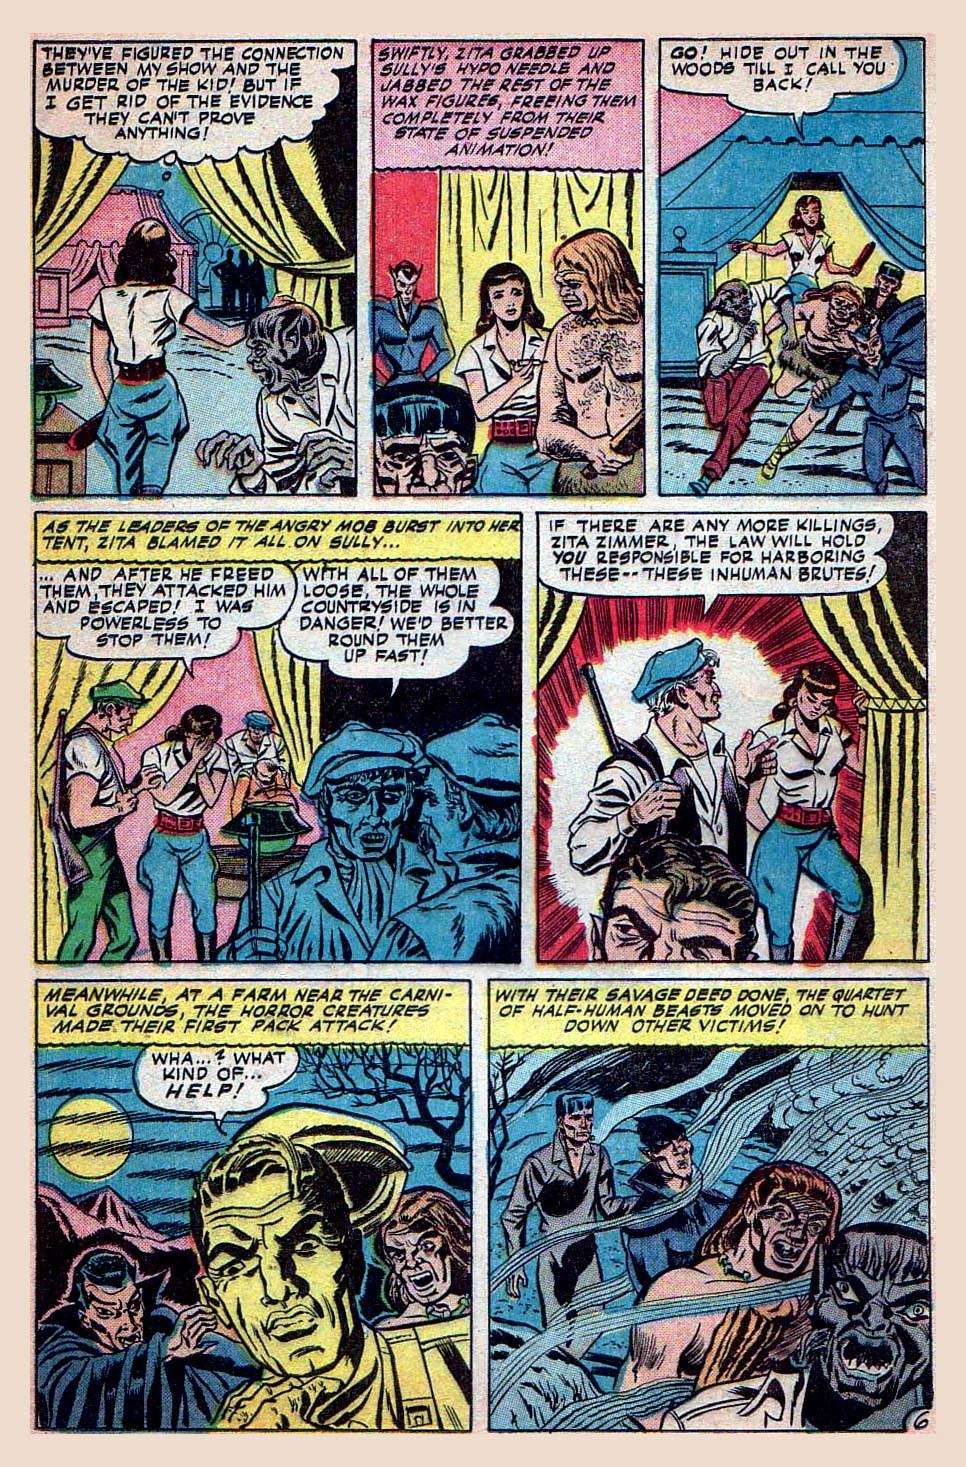 THEY'VE FIGURED THE CONNECTION
BETWEEN MY SHOW AND THE
MURDER OF THE KID! BUT IF
I GET RID OF THE EVIDENCE
THEY CAN'T PROVE
ANYTHING!
SWIFTLY, ZITA GRABBED UP
SULLY'S HYPO NEEDLE AND
JABBED THE REST OF THE
WAX FIGURES, FREEING THEM
COMPLETELY FROM THEIR
STATE OF SUSPENDED
ANIMATION!
GO! HIDE OUT IN THE
WOODS TILL I CALL YOU
BACK!
AS THE LEADERS OF THE ANGRY MOB BURST INTO HER
TENT, ZITA BLAMED IT ALL ON SULLY...
... AND AFTER HE FREED
THEM, THEY ATTACKED HIM
AND ESCAPED! I WAS
POWERLESS TO
STOP THEM!
WITH ALL OF THEM
LOOSE, THE WHOLE
COUNTRYSIDE IS IN
DANGER! WE'D BETTER
ROUND THEM
UP FAST!
IF THERE ARE ANY MORE KILLINGS,
ZITA ZIMMER, THE LAW WILL HOLD
YOU RESPONSIBLE FOR HARBORING
THESE-- THESE INHUMAN BRUTES!
MEANWHILE, AT A FARM NEAR THE CARNI-
VAL GROUNDS, THE HORROR CREATURES
MADE THEIR FIRST PACK ATTACK!
WHA...? WHAT
KIND OF...
HELP!
WITH THEIR SAVAGE DEED DONE, THE QUARTET
OF HALF-HUMAN BEASTS MOVED ON TO HUNT
DOWN OTHER VICTIMS!
6